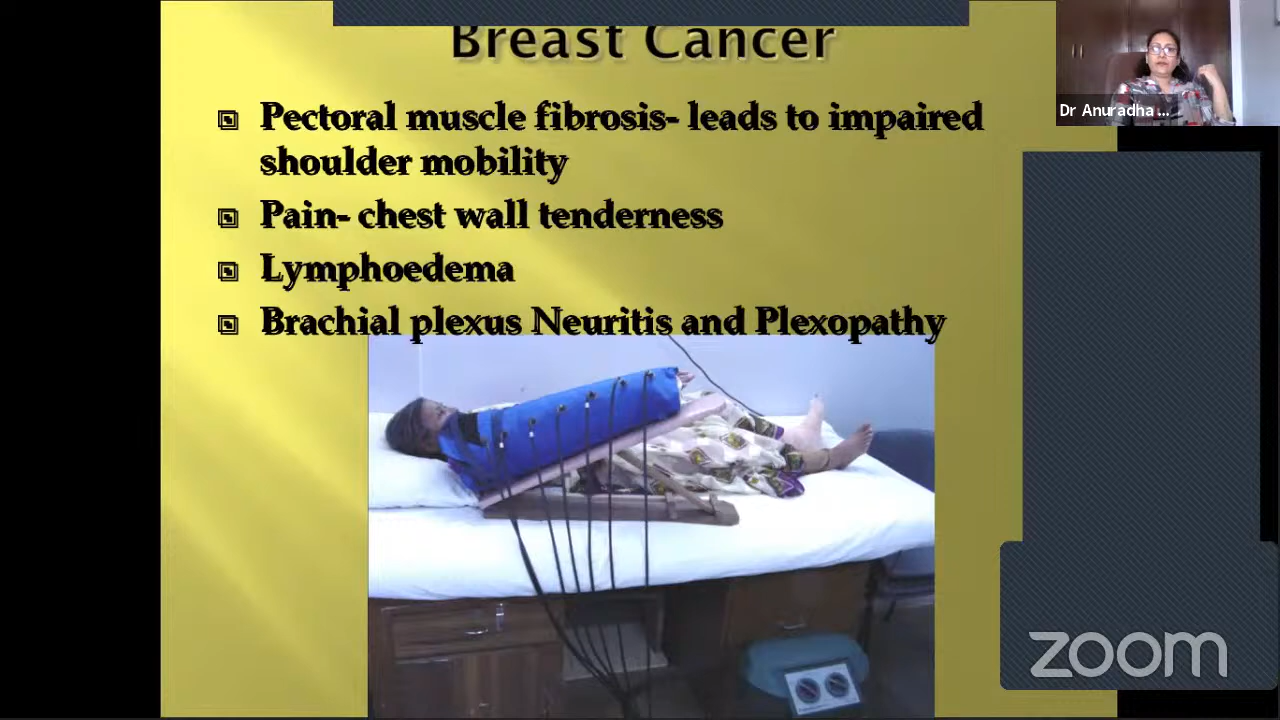 Breast Cancer
Pectoral muscle fibrosis- leads to impaired
shoulder mobility
Pain- chest wall tenderness
Lymphoedema
Brachial plexus Neuritis and Plexopathy
Dr Anuradha ...
zoom